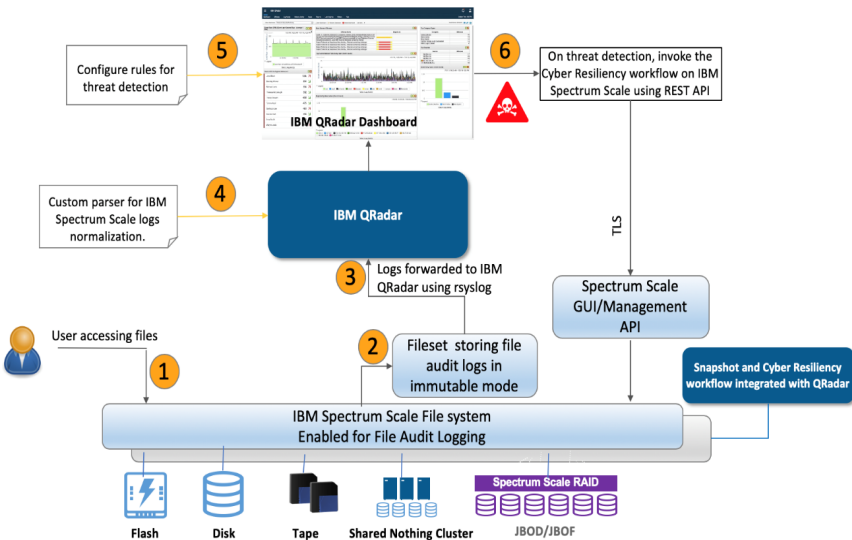 5
Configure rules for
threat detection
IBM QRadar Dashboard
6
On threat detection, invoke the
Cyber Resiliency workflow on IBM
Spectrum Scale using REST API
4
Custom parser for IBM
Spectrum Scale logs
normalization.
IBM QRadar
TLS
3
Logs forwarded to IBM
QRadar using rsyslog
Spectrum Scale
GUI/Management
API
User accessing files
1
2
Fileset storing file
audit logs in
immutable mode
Snapshot and Cyber Resiliency
workflow integrated with QRadar
IBM Spectrum Scale File system
Enabled for File Audit Logging
Flash
Disk
Tape
Shared Nothing Cluster
Spectrum Scale RAID
JBOD/JBOF